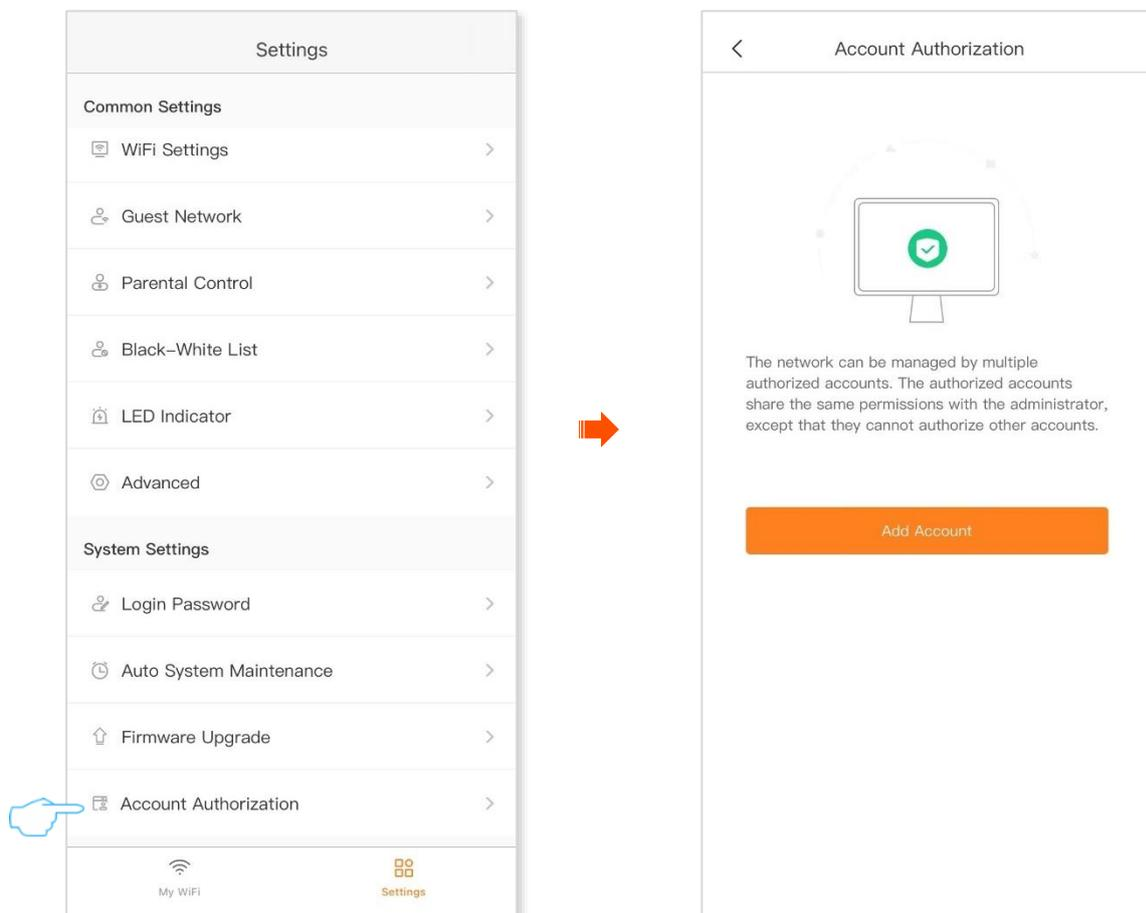 Settings
Common Settings
WiFi Settings
Guest Network
Parental Control
Black-White List
LED Indicator
Advanced
System Settings
Login Password
Auto System Maintenance
Firmware Upgrade
Account Authorization
My WiFi
Settings
Account Authorization
The network can be managed by multiple
authorized accounts. The authorized accounts
share the same permissions with the administrator,
except that they cannot authorize other accounts.
Add Account